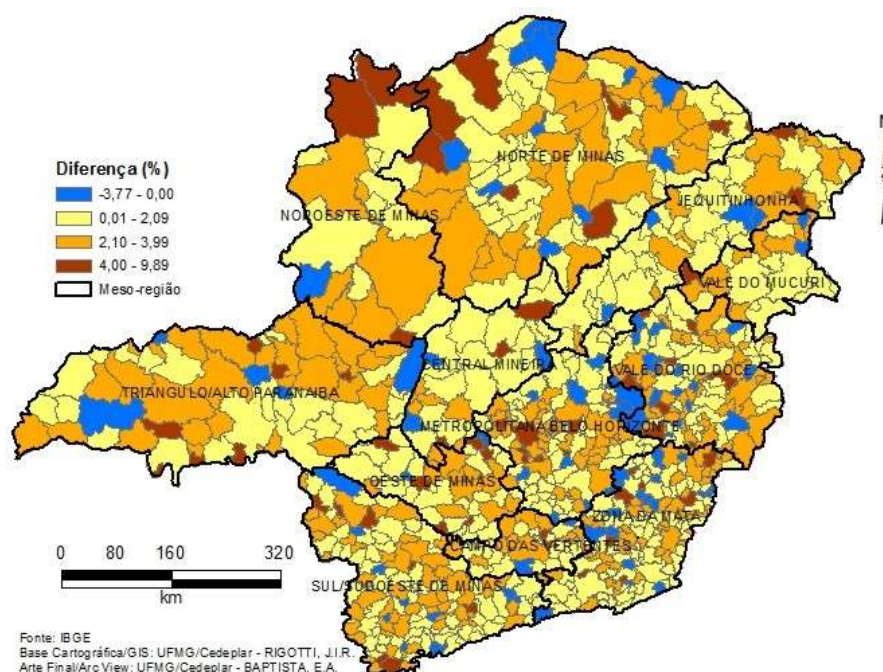 Diferença (%)
-3,77 - 0,00
0,01 - 2,09
2,10 - 3,99
4,00 - 9,89
Meso-região
NORTE DE MINAS
JEQUITINHONHA
NOROESTE DE MINAS
VALE DO MUCURI
CENTRAL MINEIRA
VALE DO RIO DOCE
TRIANGULO/ALTO PARANAIBA
METROPOLITANA BELO HORIZONTE
OESTE DE MINAS
ZONA DA MATA
CAMPO DAS VERTENTES
SUL/SUDOESTE DE MINAS
0 80 160 320
km
Fonte: IBGE
Base Cartográfica/GIS: UFMG/Cedeplar - RIGOTTI, J.I.R.
Arte Final/Arc View: UFMG/Cedeplar - BAPTISTA, E.A.